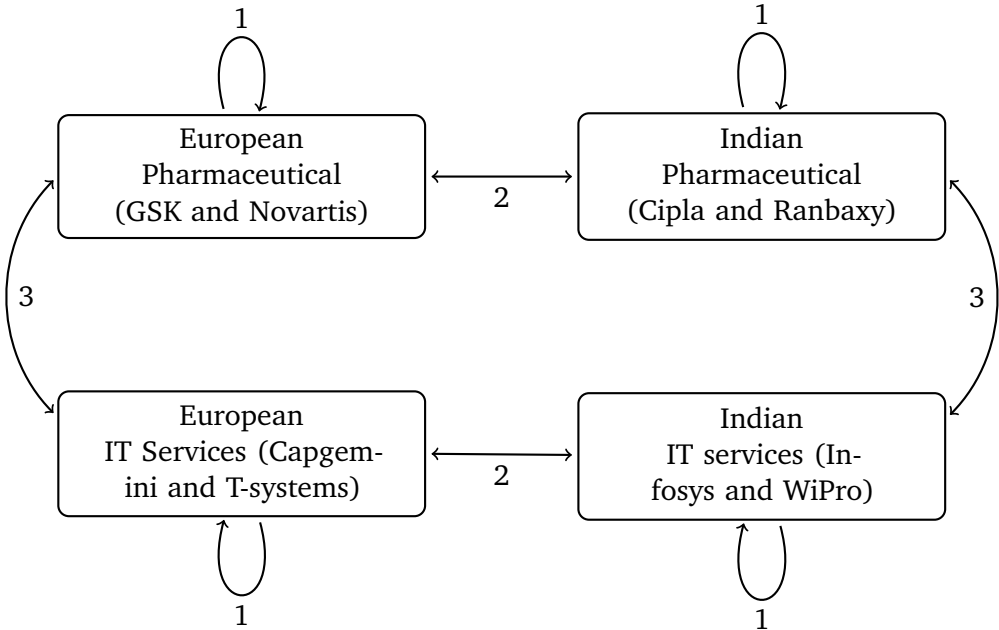 1
1
European
Pharmaceutical
(GSK and Novartis)
2
Indian
Pharmaceutical
(Cipla and Ranbaxy)
3
3
European
IT Services (Capgem-
ini and T-systems)
2
Indian
IT services (In-
fosys and WiPro)
1
1